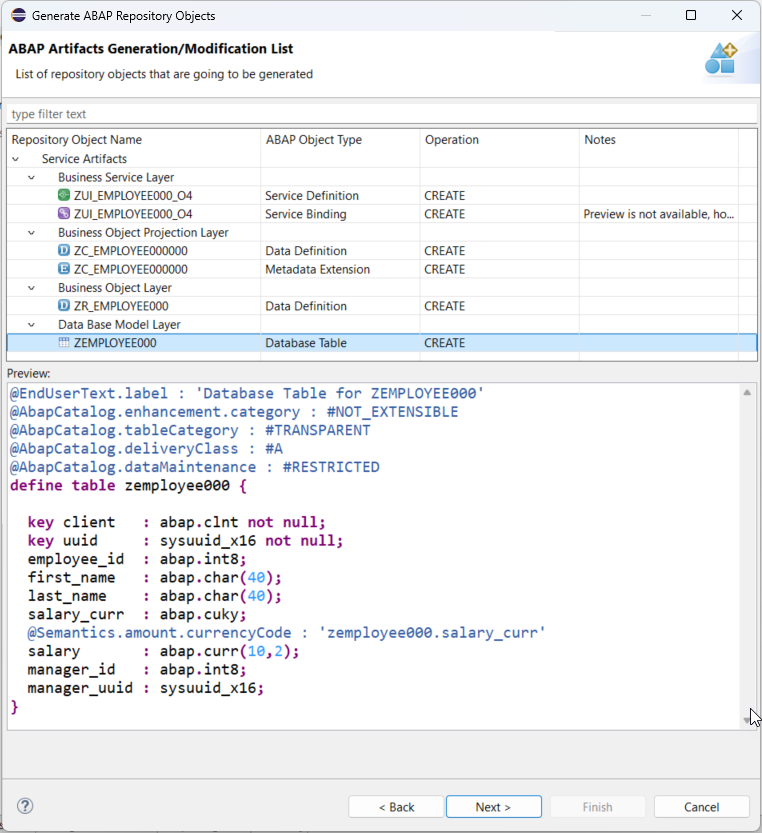 Generate ABAP Repository Objects
ABAP Artifacts Generation/Modification List
List of repository objects that are going to be generated
type filter text
Repository Object Name ABAP Object Type Operation Notes
Service Artifacts
Business Service Layer
ZUI_EMPLOYEE000_O4 Service Definition CREATE
ZUI_EMPLOYEE000_O4 Service Binding CREATE Preview is not available, ho...
Business Object Projection Layer
D ZC_EMPLOYEE000000 Data Definition CREATE
E ZC_EMPLOYEE000000 Metadata Extension CREATE
Business Object Layer
D ZR_EMPLOYEE000 Data Definition CREATE
Data Base Model Layer
ZEMPLOYEE000 Database Table CREATE
Preview:
@EndUserText.label : 'Database Table for ZEMPLOYEE000'
@AbapCatalog.enhancement.category : #NOT_EXTENSIBLE
@AbapCatalog.tableCategory : #TRANSPARENT
@AbapCatalog.deliveryClass : #A
@AbapCatalog.dataMaintenance : #RESTRICTED
define table zemployee000 {
key client : abap.clnt not null;
key uuid : sysuuid_x16 not null;
employee_id : abap.int8;
first_name : abap.char(40);
last_name : abap.char(40);
salary_curr : abap.cuky;
@Semantics.amount.currencyCode : 'zemployee000.salary_curr'
salary : abap.curr(10,2);
manager_id : abap.int8;
manager_uuid : sysuuid_x16;
}
? < Back Next > Finish Cancel